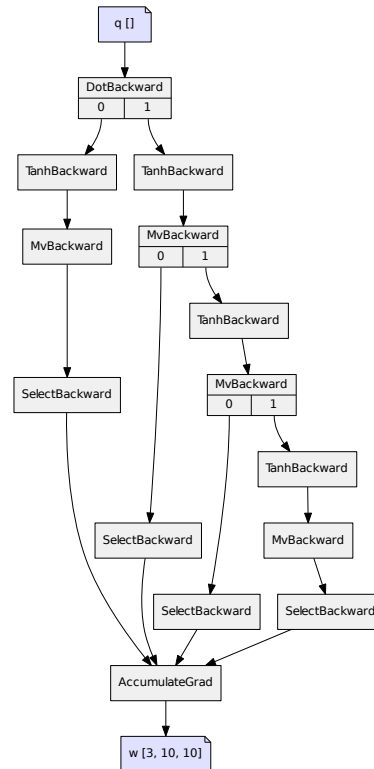 q []
DotBackward
0 1
TanhBackward TanhBackward
MvBackward
MvBackward
0 1
TanhBackward
SelectBackward
MvBackward
0 1
TanhBackward
SelectBackward
MvBackward
SelectBackward
SelectBackward
AccumulateGrad
w [3, 10, 10]